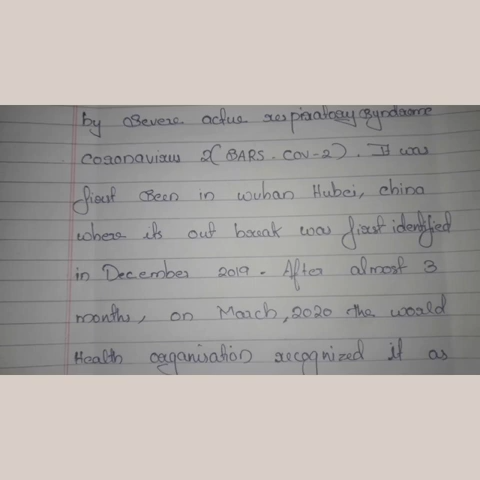 by Severe actue respiratory Syndrome
Coronavirus 2(SARS-COV-2). It was
first seen in wuhan Hubei, china
where its out break was first identified
in December 2019. After almost 3
months, on March, 2020 the world
Health organisation recognized it as